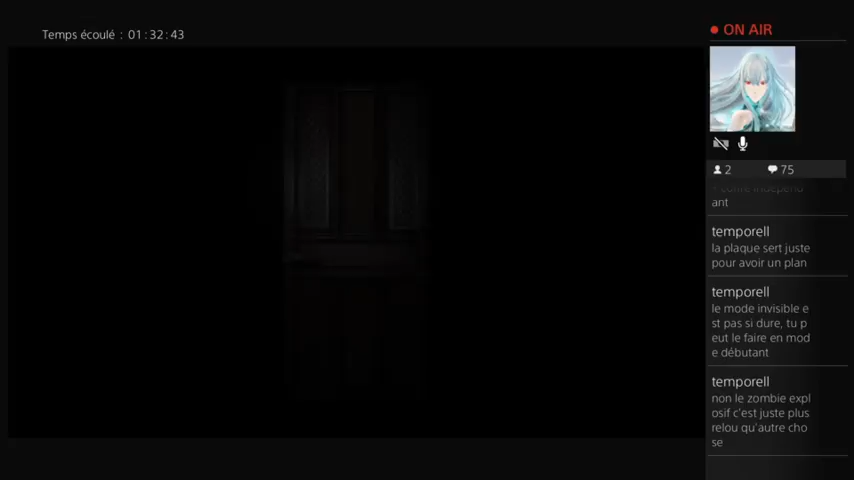 Temps écoulé : 01:32:43
ON AIR
2
75
+ coffre indépend
ant
temporell
la plaque sert juste
pour avoir un plan
temporell
le mode invisible e
st pas si dure, tu p
eut le faire en mod
e débutant
temporell
non le zombie expl
osif c'est juste plus
relou qu'autre cho
se